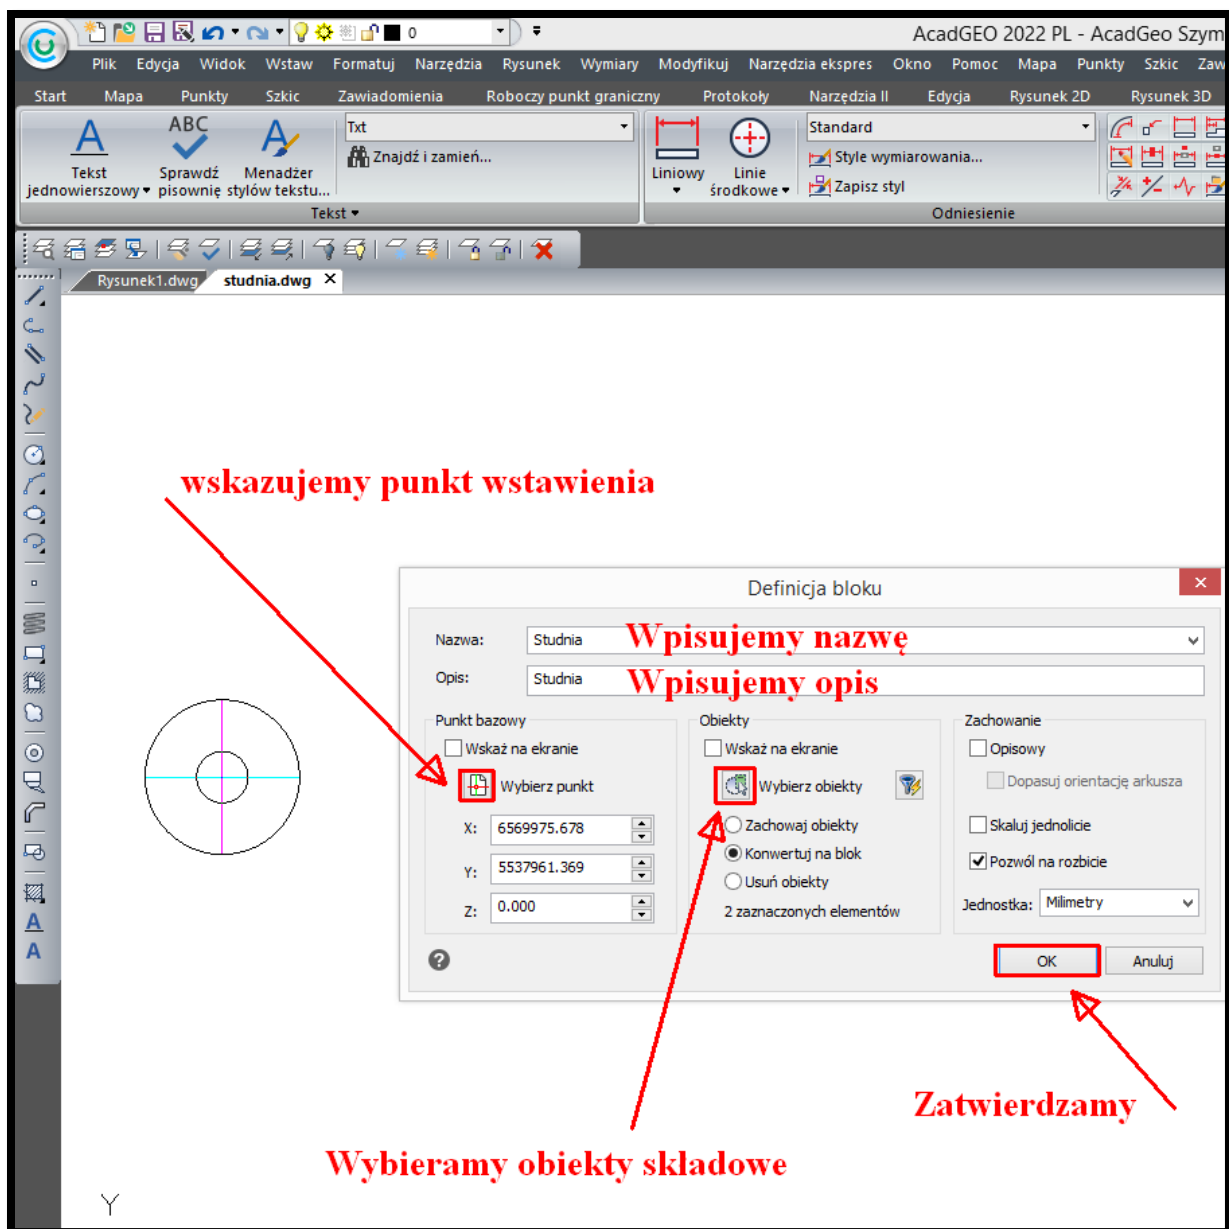 0
AcadGEO 2022 PL - AcadGeo Szym
Plik Edycja Widok Wstaw Formatuj Narzędzia Rysunek Wymiary Modyfikuj Narzędzia ekspres Okno Pomoc Mapa Punkty Szkic Zaw
Start Mapa Punkty Szkic Zawiadomienia Roboczy punkt graniczny Protokoły Narzędzia II Edycja Rysunek 2D Rysunek 3D
A ABC A Txt Standard
Znajdź i zamień... Style wymiarowania...
Tekst Sprawdź Menadżer Liniowy Linie
jednowierszowy pisownię stylów tekstu... środkowe Zapisz styl
Tekst Odniesienie
Rysunek1.dwg studnia.dwg X
wskazujemy punkt wstawienia
Definicja bloku
Nazwa: Studnia Wpisujemy nazwę
Opis: Studnia Wpisujemy opis
Punkt bazowy Obiekty Zachowanie
Wskaż na ekranie Wskaż na ekranie Opisowy
Wybierz punkt Wybierz obiekty Dopasuj orientację arkusza
X: 6569975.678 Zachowaj obiekty Skaluj jednolicie
Y: 5537961.369 Konwertuj na blok Pozwól na rozbicie
Usuń obiekty
Z: 0.000 2 zaznaczonych elementów Jednostka: Milimetry
? OK Anuluj
A
A
Zatwierdzamy
Wybieramy obiekty składowe
Y